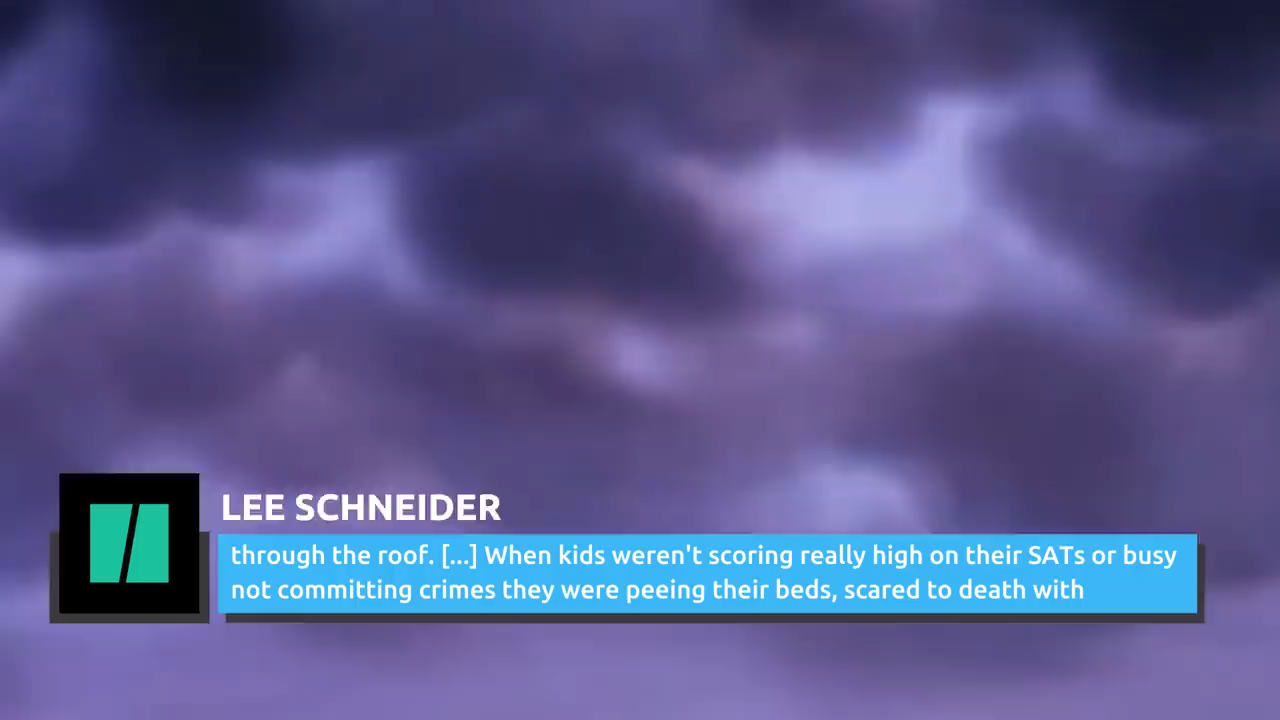 LEE SCHNEIDER
through the roof. [...] When kids weren't scoring really high on their SATs or busy
not committing crimes they were peeing their beds, scared to death with